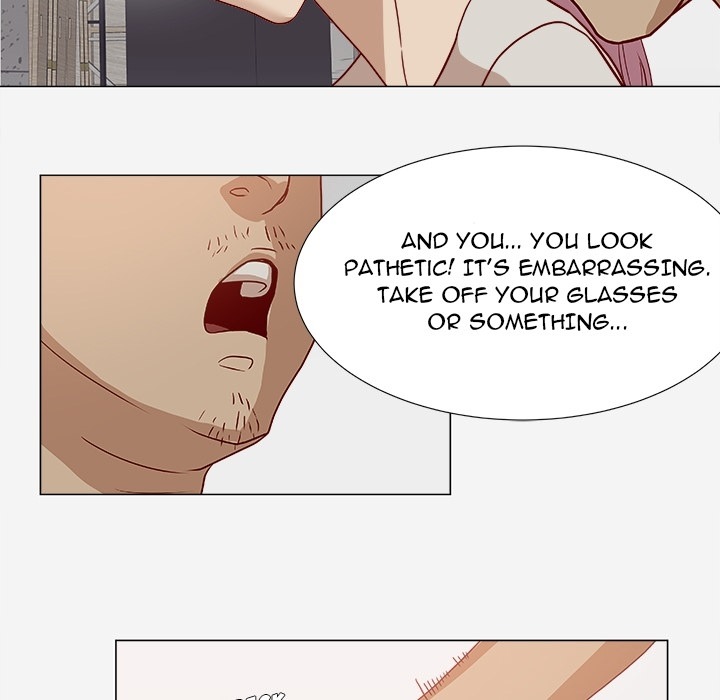 AND YOU... YOU LOOK
PATHETIC! IT'S EMBARRASSING.
TAKE OFF YOUR GLASSES
OR SOMETHING...